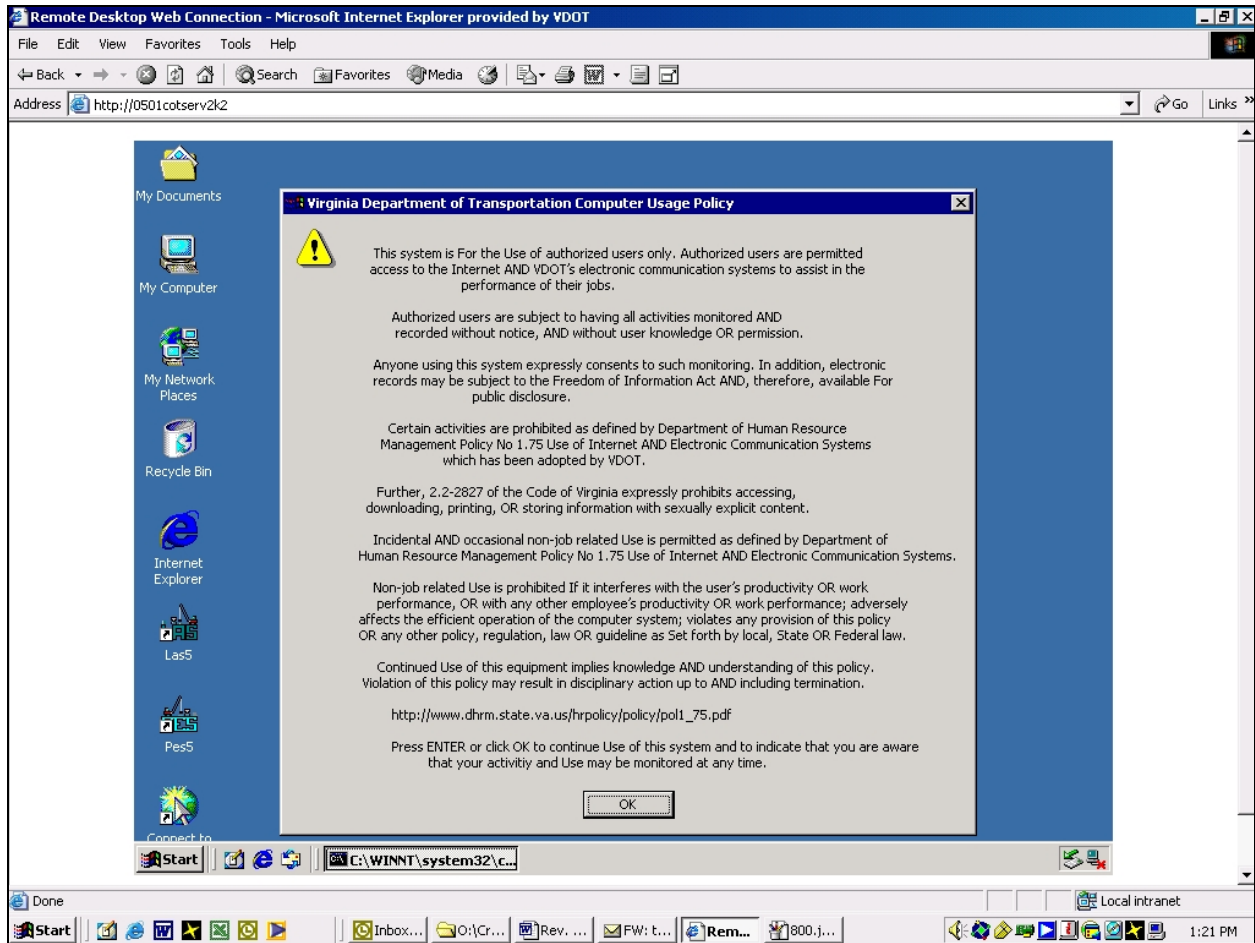 Remote Desktop Web Connection - Microsoft Internet Explorer provided by VDOT
File Edit View Favorites Tools Help
Back Search Favorites Media
Address http://0501cotserv2k2 Go Links »
My Documents
My Computer
My Network
Places
Recycle Bin
Internet
Explorer
Las5
Pes5
Connect to
Virginia Department of Transportation Computer Usage Policy
This system is For the Use of authorized users only. Authorized users are permitted
access to the Internet AND VDOT's electronic communication systems to assist in the
performance of their jobs.
Authorized users are subject to having all activities monitored AND
recorded without notice, AND without user knowledge OR permission.
Anyone using this system expressly consents to such monitoring. In addition, electronic
records may be subject to the Freedom of Information Act AND, therefore, available For
public disclosure.
Certain activities are prohibited as defined by Department of Human Resource
Management Policy No 1.75 Use of Internet AND Electronic Communication Systems
which has been adopted by VDOT.
Further, 2.2-2827 of the Code of Virginia expressly prohibits accessing,
downloading, printing, OR storing information with sexually explicit content.
Incidental AND occasional non-job related Use is permitted as defined by Department of
Human Resource Management Policy No 1.75 Use of Internet AND Electronic Communication Systems.
Non-job related Use is prohibited If it interferes with the user's productivity OR work
performance, OR with any other employee's productivity OR work performance; adversely
affects the efficient operation of the computer system; violates any provision of this policy
OR any other policy, regulation, law OR guideline as Set forth by local, State OR Federal law.
Continued Use of this equipment implies knowledge AND understanding of this policy.
Violation of this policy may result in disciplinary action up to AND including termination.
http://www.dhrm.state.va.us/hrpolicy/policy/pol1_75.pdf
Press ENTER or click OK to continue Use of this system and to indicate that you are aware
that your activitiy and Use may be monitored at any time.
OK
Start C:\WINNT\system32\c...
Done Local intranet
Start Inbox... O:\Cr... Rev. ... FW: t... Rem... 800.j... 1:21 PM